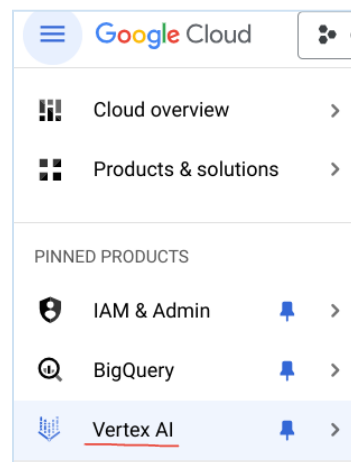 Google Cloud
Cloud overview
Products & solutions
PINNED PRODUCTS
IAM & Admin
BigQuery
Vertex AI